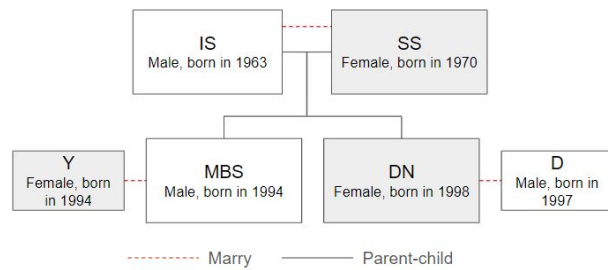 IS
Male, born in 1963
SS
Female, born in 1970
Y
Female, born
in 1994
MBS
Male, born in 1994
DN
Female, born in 1998
D
Male, born in
1997
Marry
Parent-child